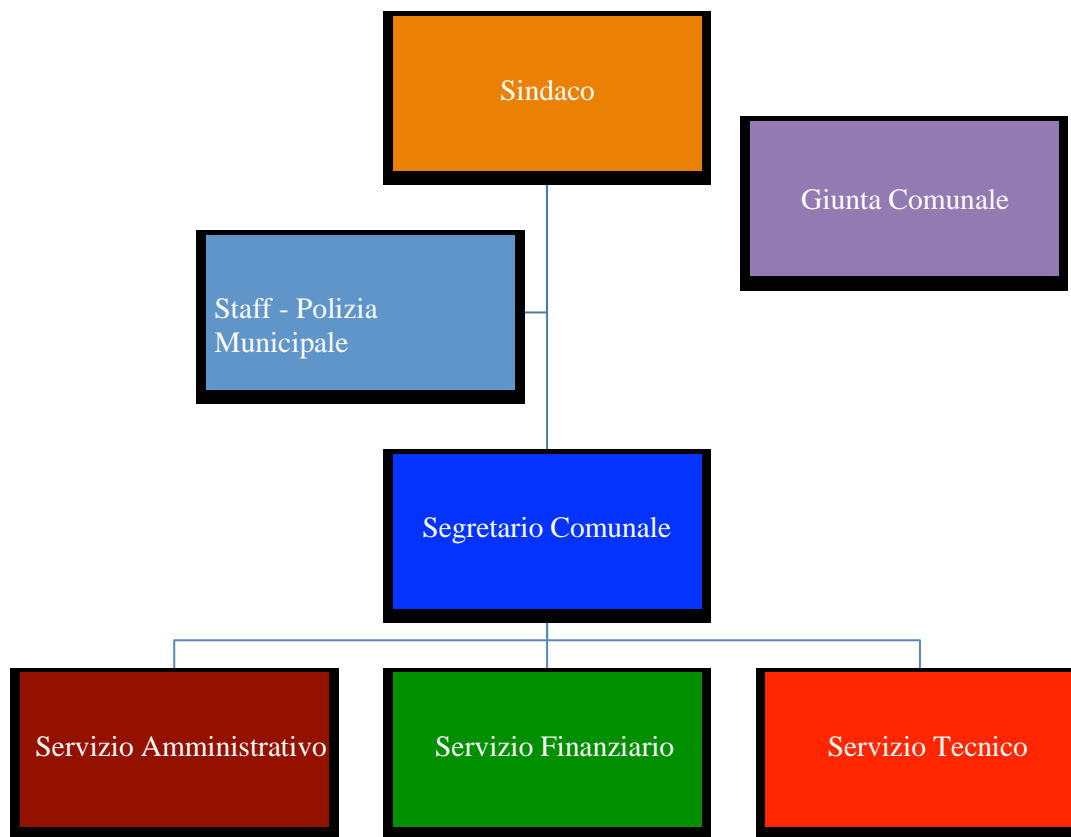 Sindaco
Giunta Comunale
Staff - Polizia
Municipale
Segretario Comunale
Servizio Amministrativo
Servizio Finanziario
Servizio Tecnico